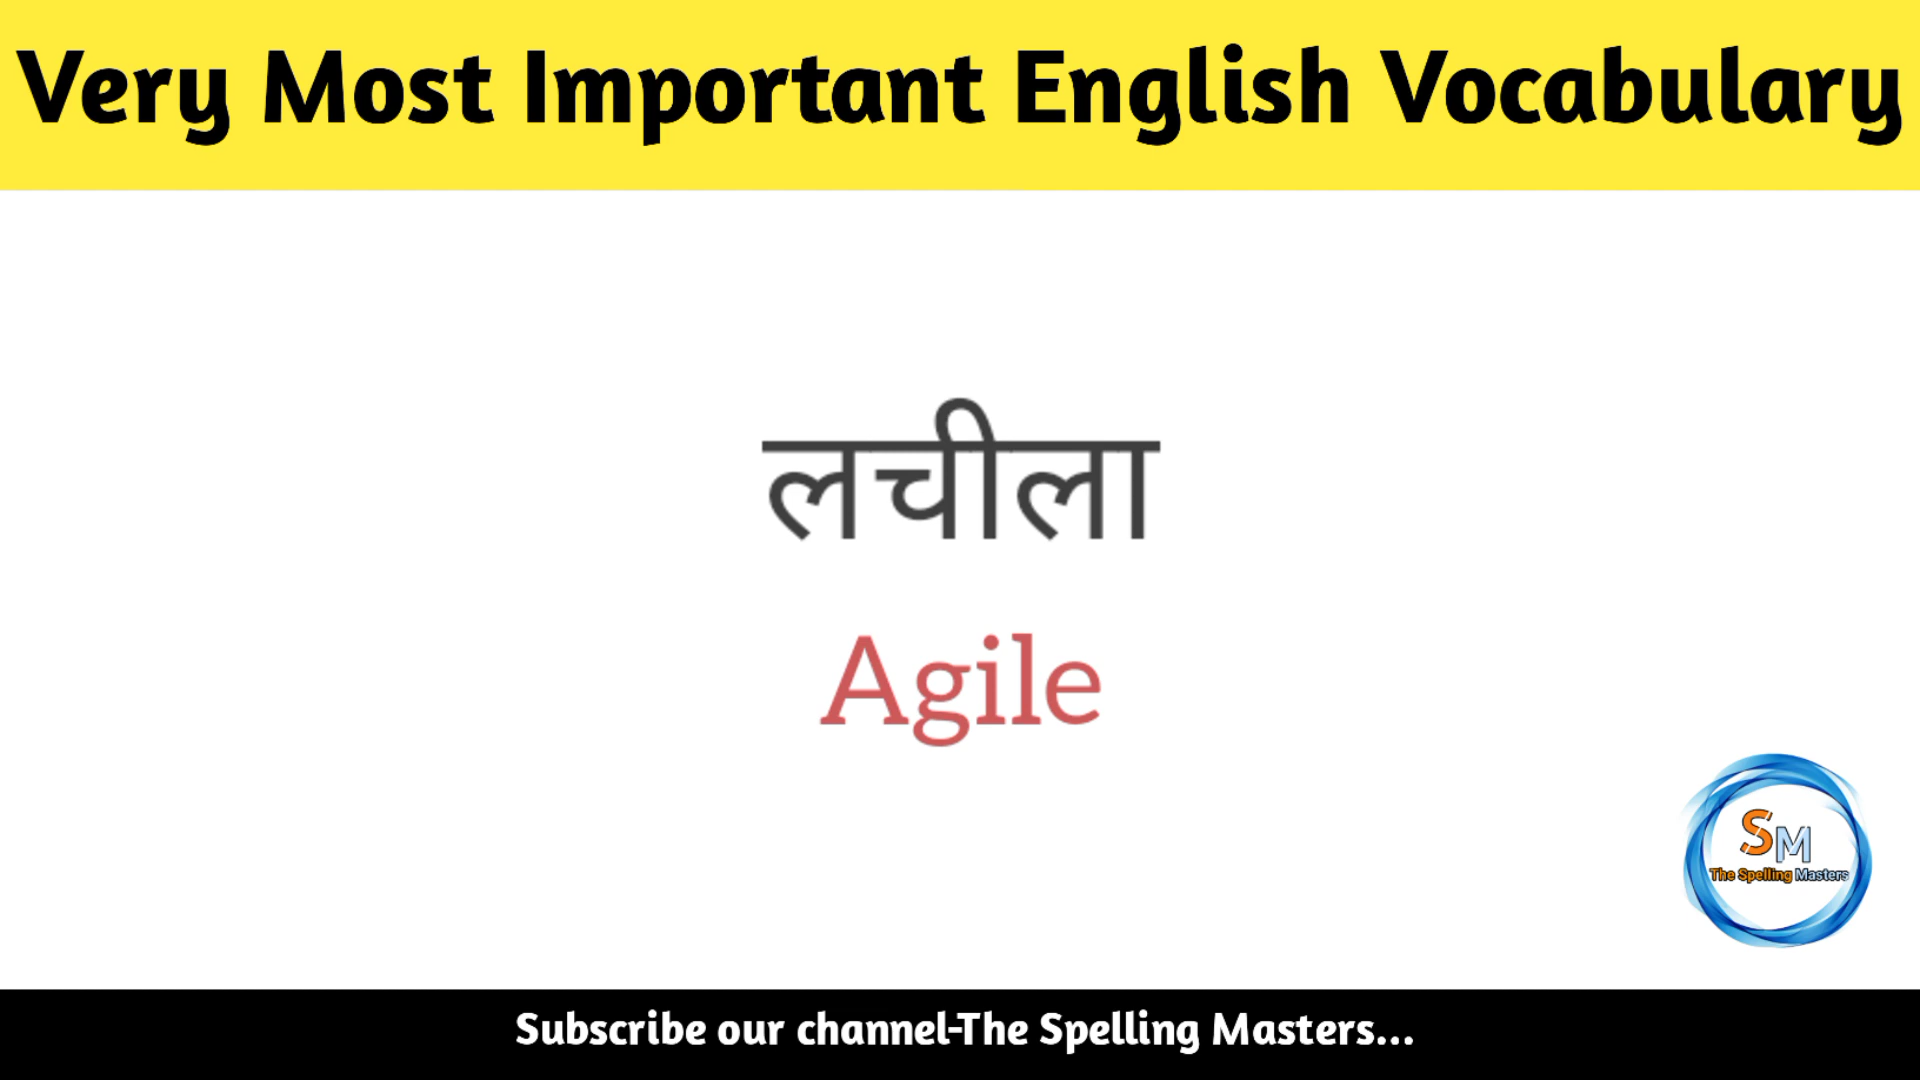 Very Most Important English Vocabulary
लचीला
Agile
SM
The Spelling Masters
Subscribe our channel-The Spelling Masters...